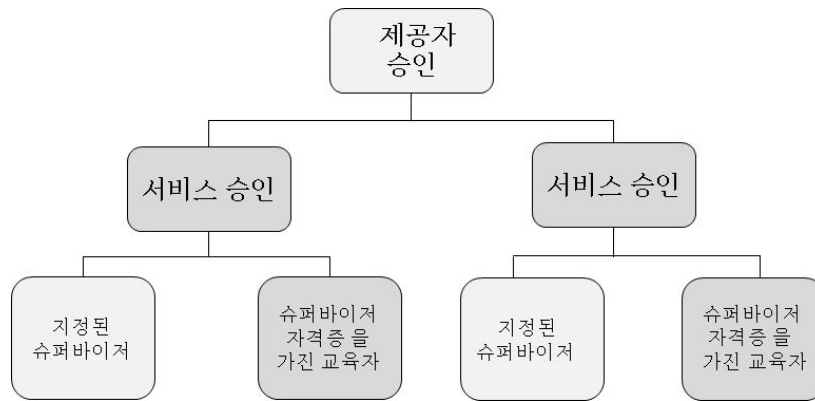 제공자
승인
서비스 승인
서비스 승인
지정된
슈퍼바이저
슈퍼바이저
자격증 을
가진 교육자
지정된
슈퍼바이저
슈퍼바이저
자격증 을
가진 교육자